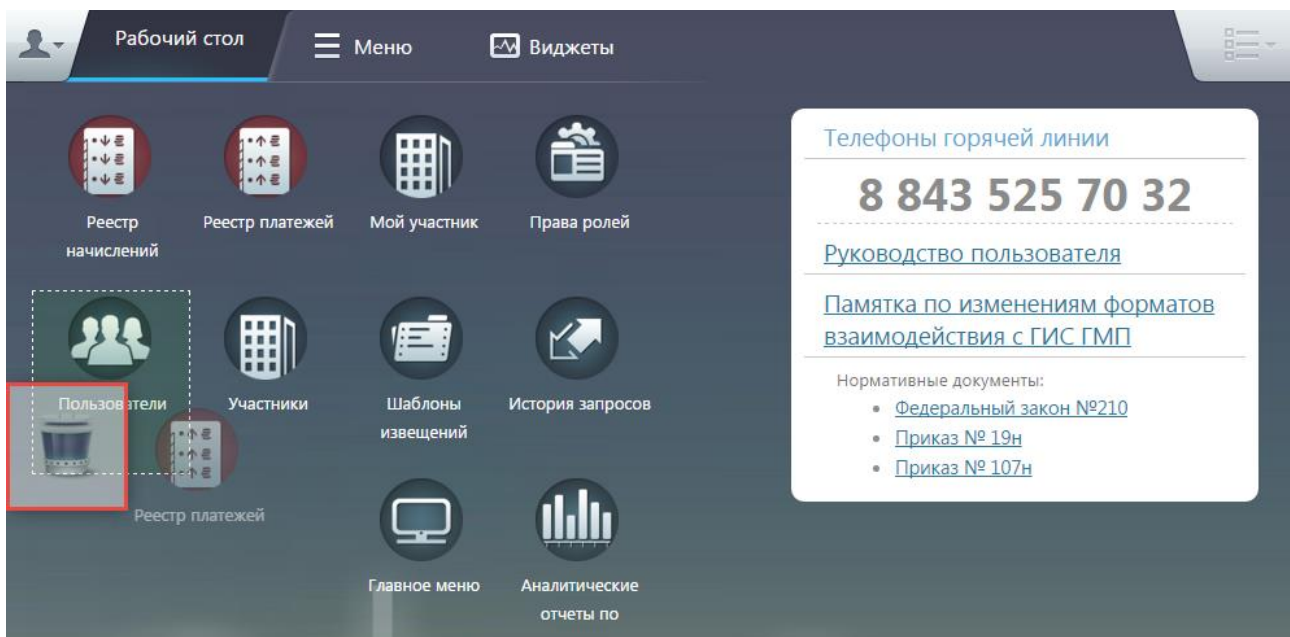 Рабочий стол
Меню
Виджеты
Реестр
начислений
Реестр платежей
Мой участник
Права ролей
Пользователи
Участники
Шаблоны
извещений
История запросов
Реестр платежей
Главное меню
Аналитические
отчеты по
Телефоны горячей линии
8 843 525 70 32
Руководство пользователя
Памятка по изменениям форматов
взаимодействия с ГИС ГМП
Нормативные документы:
Федеральный закон №210
Приказ № 19н
Приказ № 107н